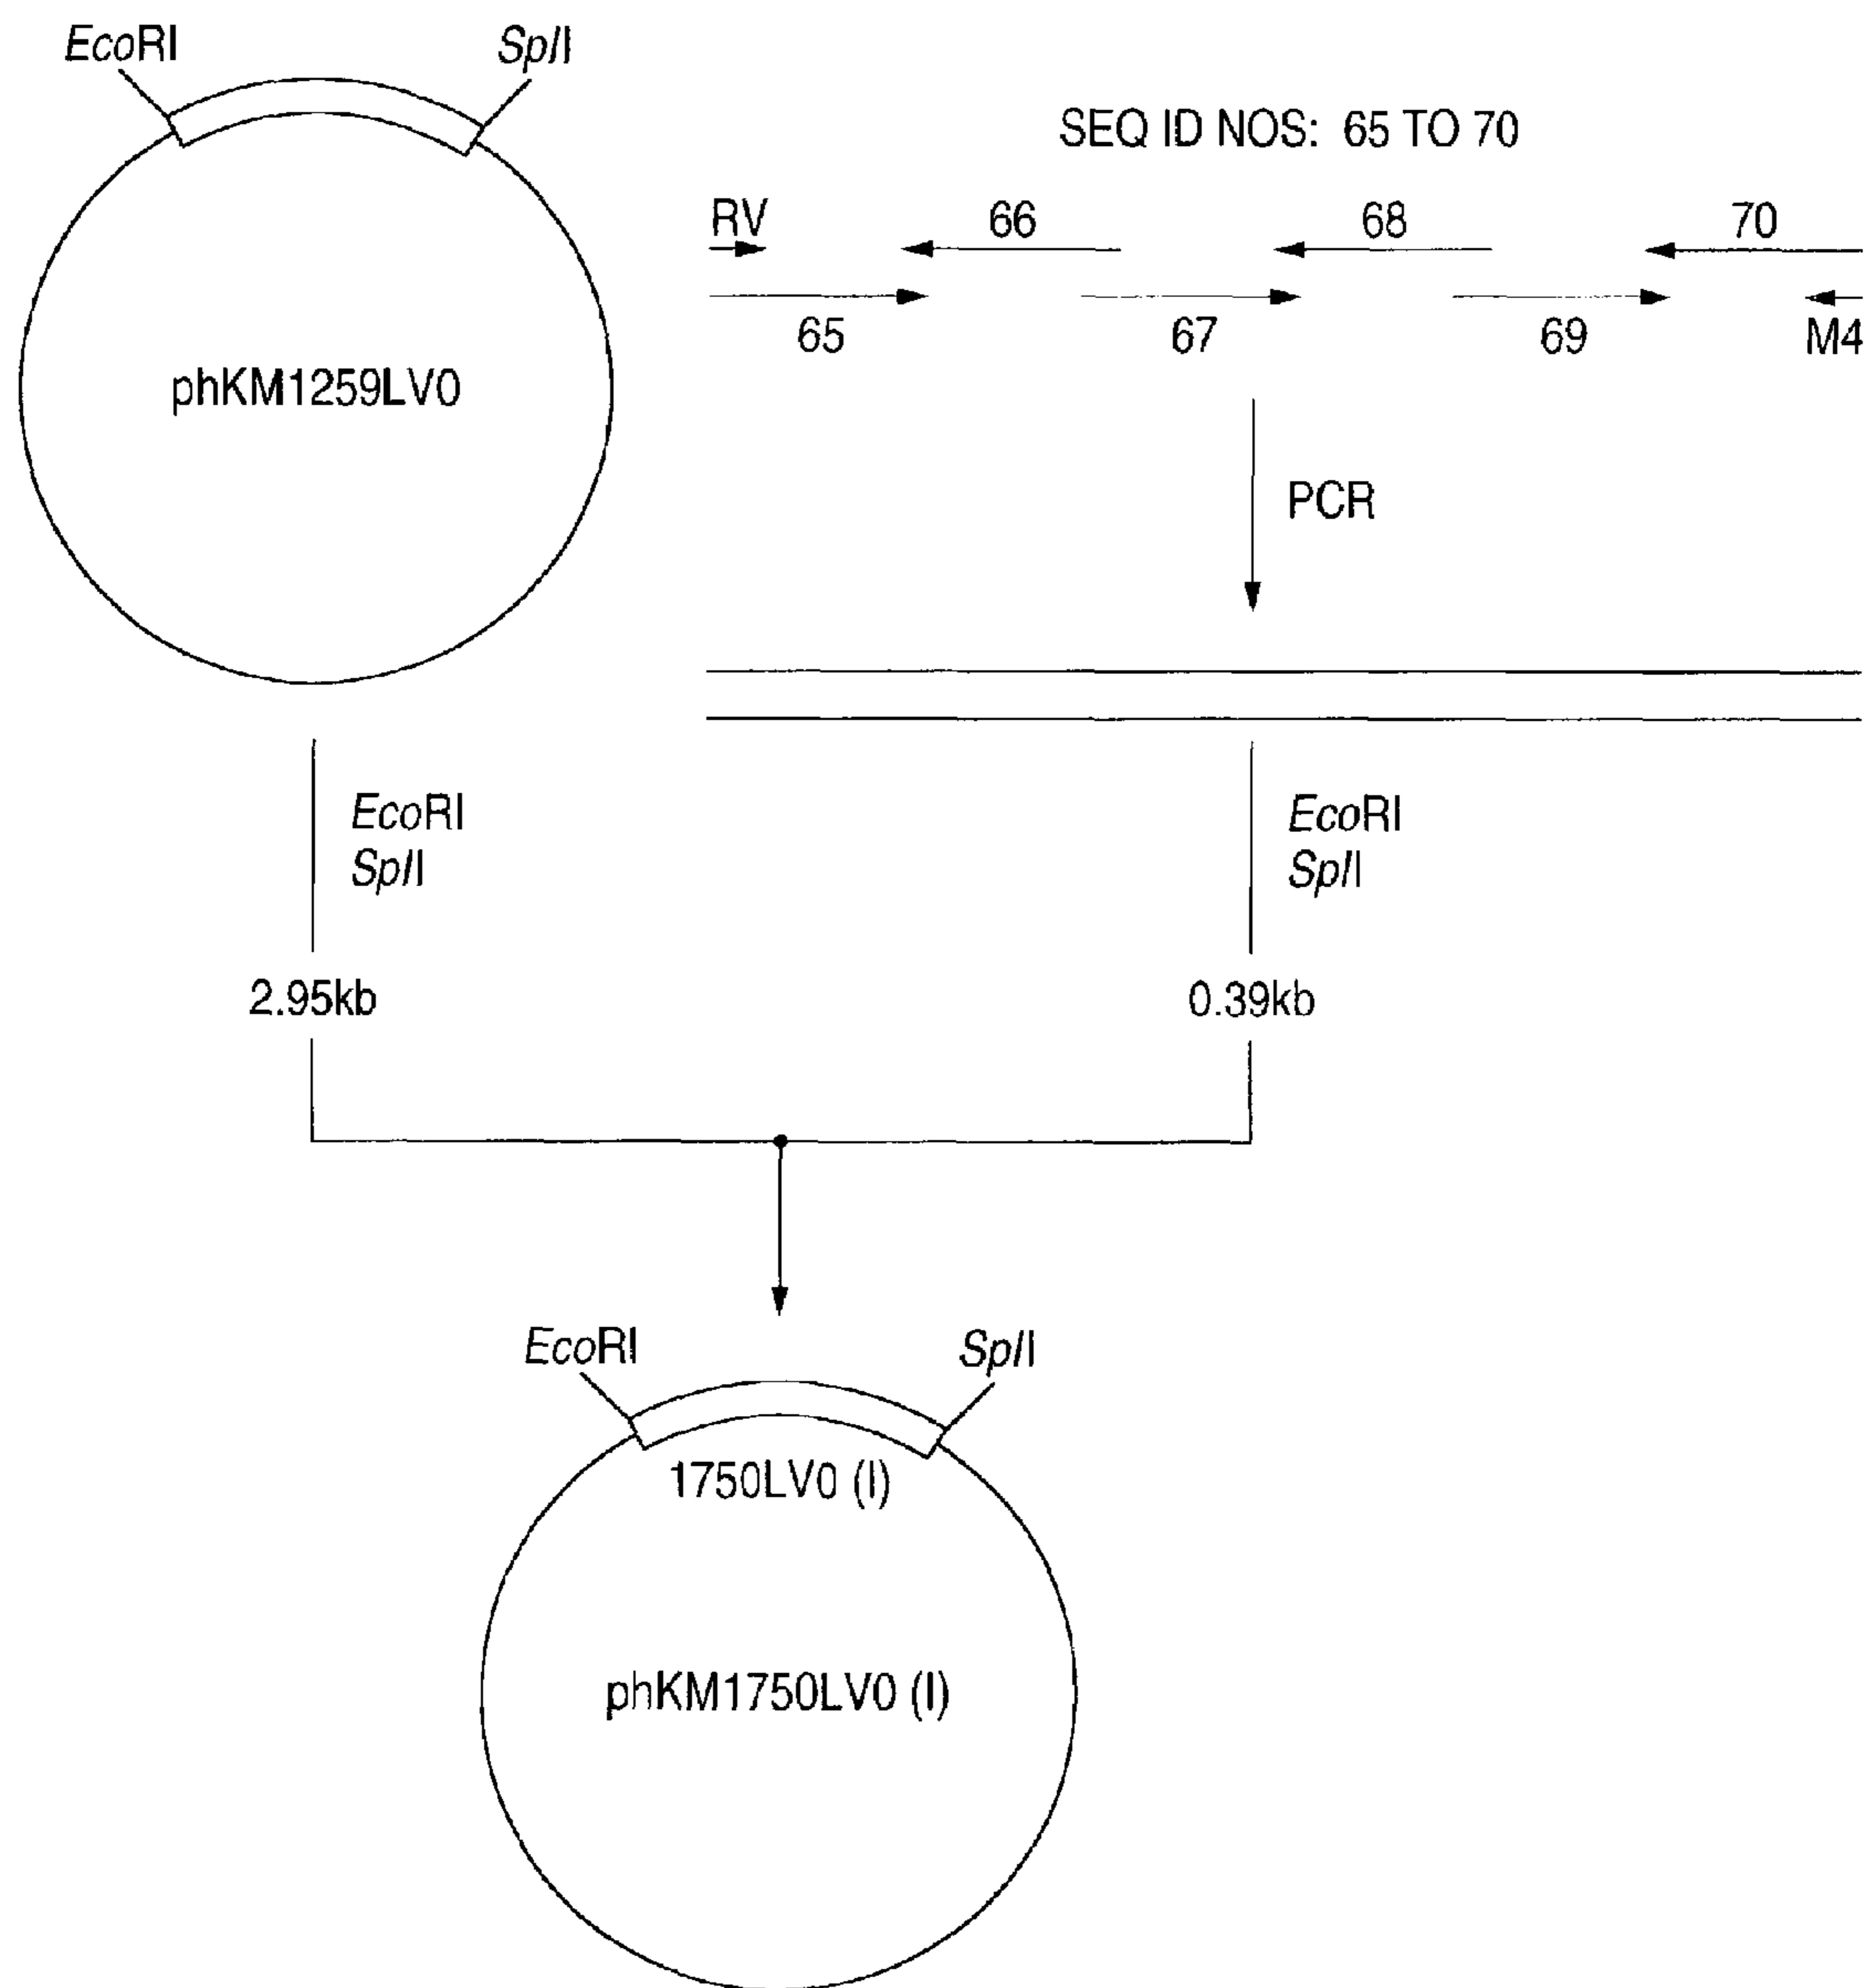 EcoRI
SplI
SEQ ID NOS: 65 TO 70
RV
66
68
70
65
67
69
M4
phKM1259LV0
PCR
EcoRI
SplI
EcoRI
SplI
2.95kb
0.39kb
EcoRI
SplI
1750LV0 (I)
phKM1750LV0 (I)